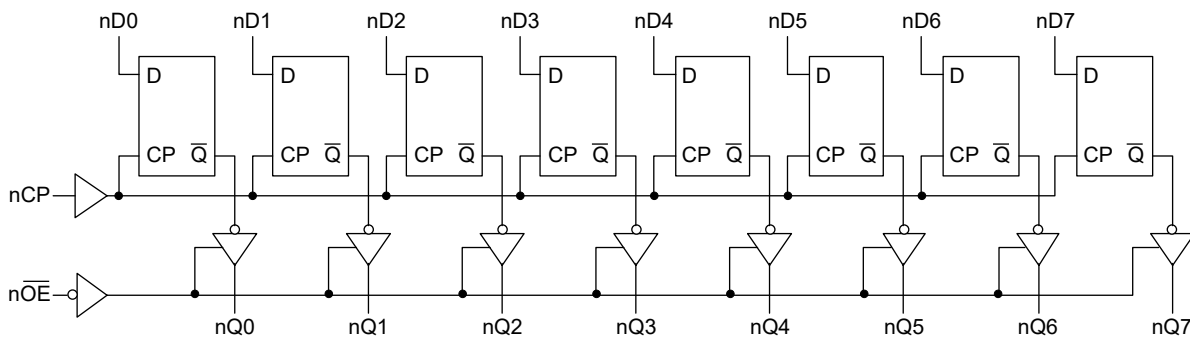 nD0 nD1 nD2 nD3 nD4 nD5 nD6 nD7
D D D D D D D D
CP Q̅ CP Q̅ CP Q̅ CP Q̅ CP Q̅ CP Q̅ CP Q̅ CP Q̅
nCP
nO̅E̅
nQ0 nQ1 nQ2 nQ3 nQ4 nQ5 nQ6 nQ7